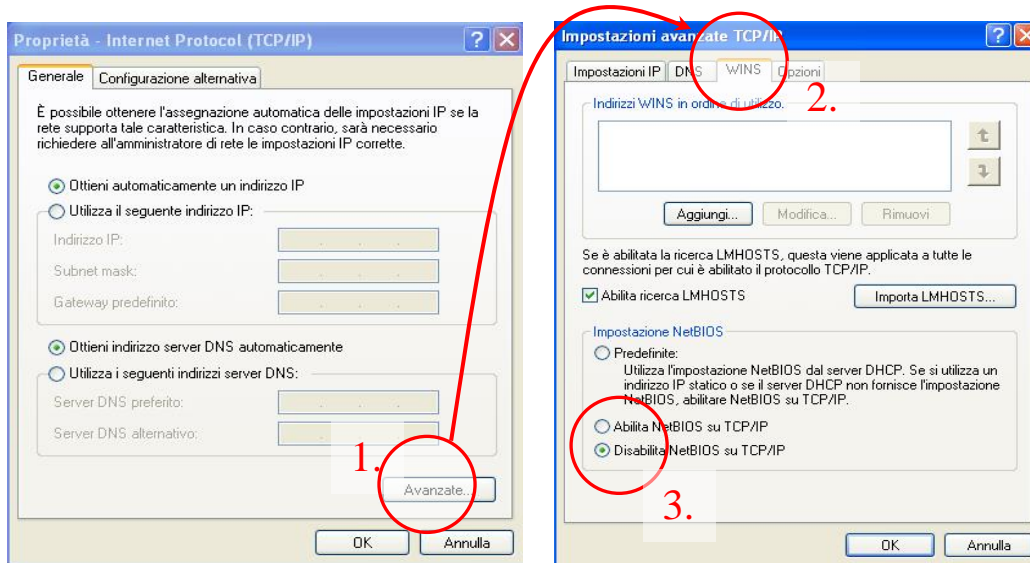 Proprietà - Internet Protocol (TCP/IP)
Generale
Configurazione alternativa
È possibile ottenere l'assegnazione automatica delle impostazioni IP se la
rete supporta tale caratteristica. In caso contrario, sarà necessario
richiedere all'amministratore di rete le impostazioni IP corrette.
Ottieni automaticamente un indirizzo IP
Utilizza il seguente indirizzo IP:
Indirizzo IP:
Subnet mask:
Gateway predefinito:
Ottieni indirizzo server DNS automaticamente
Utilizza i seguenti indirizzi server DNS:
Server DNS preferito:
Server DNS alternativo:
1.
Avanzate...
OK
Annulla
Impostazioni avanzate TCP/IP
Impostazioni IP
DNS
WINS
Opzioni
2.
Indirizzi WINS in ordine di utilizzo.
Aggiungi...
Modifica...
Rimuovi
Se è abilitata la ricerca LMHOSTS, questa viene applicata a tutte le
connessioni per cui è abilitato il protocollo TCP/IP.
Abilita ricerca LMHOSTS
Importa LMHOSTS...
Impostazione NetBIOS
Predefinite:
Utilizza l'impostazione NetBIOS dal server DHCP. Se si utilizza un
indirizzo IP statico o se il server DHCP non fornisce l'impostazione
NetBIOS, abilitare NetBIOS su TCP/IP.
Abilita NetBIOS su TCP/IP
Disabilita NetBIOS su TCP/IP
3.
OK
Annulla